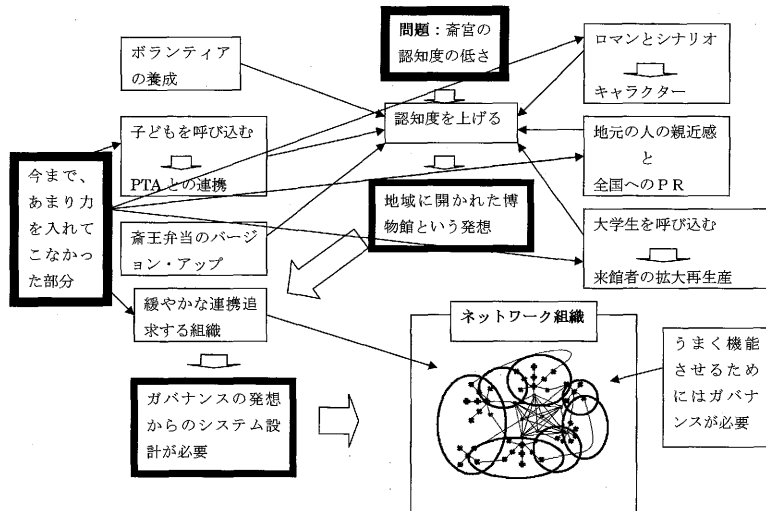 問題：斎宮の
認知度の低さ
ボランティア
の養成
ロマンとシナリオ
キャラクター
認知度を上げる
子どもを呼び込む
PTAとの連携
地元の人の親近感
と
全国へのＰＲ
今まで、
あまり力
を入れて
こなかっ
た部分
地域に開かれた博
物館という発想
斎王弁当のバージ
ョン・アップ
大学生を呼び込む
来館者の拡大再生産
緩やかな連携追
求する組織
ネットワーク組織
うまく機能
させるため
にはガバナ
ンスが必要
ガバナンスの発想
からのシステム設
計が必要